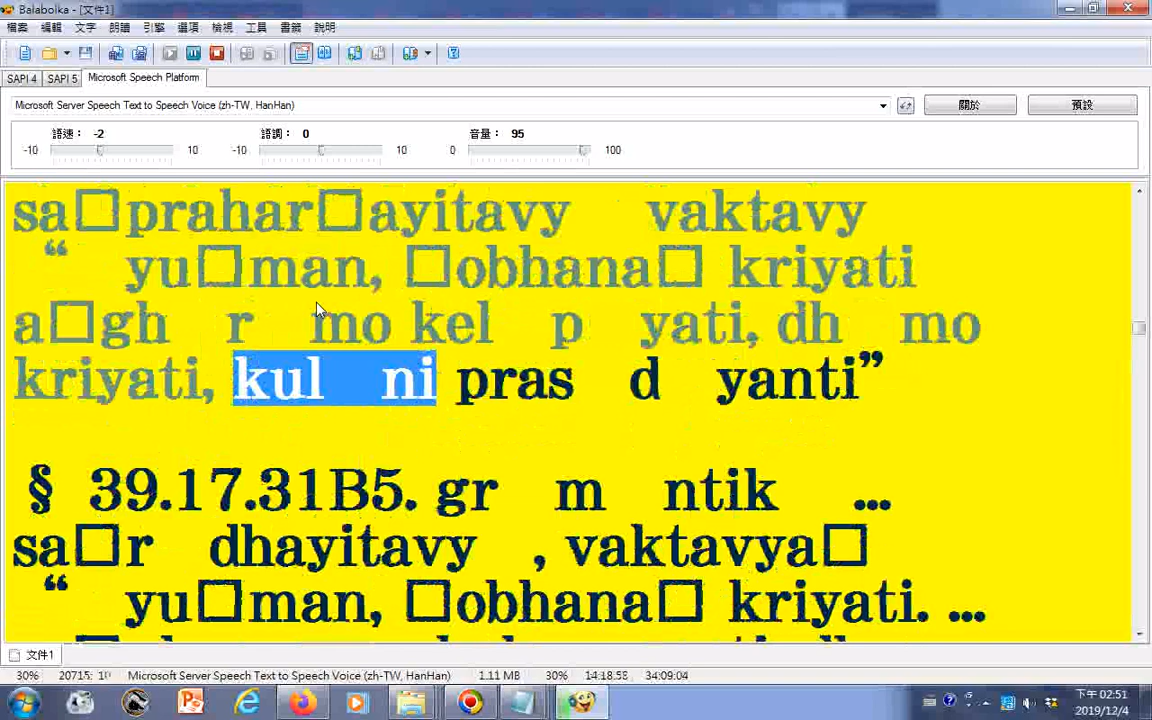 Balabolka - [文件1]
檔案 編輯 文字 朗讀 引擎 選項 檢視 工具 書籤 說明
SAPI 4 SAPI 5 Microsoft Speech Platform
Microsoft Server Speech Text to Speech Voice (zh-TW, HanHan)
關於 預設
語速： -2 語調： 0 音量： 95
-10 10 -10 10 0 100
sa□prahar□ayitavy vaktavy
“ yu□man, □obhana□ kriyati
a□gh r mo kel p yati, dh mo
kriyati, kul ni pras d yanti”
§ 39.17.31B5. gr m ntik ...
sa□r dhayitavy , vaktavya□
“ yu□man, □obhana□ kriyati. ...
文件1
30% 20715: 10 Microsoft Server Speech Text to Speech Voice (zh-TW, HanHan) 1.11 MB 30% 14:18:58 34:09:04
下午 02:51
2019/12/4